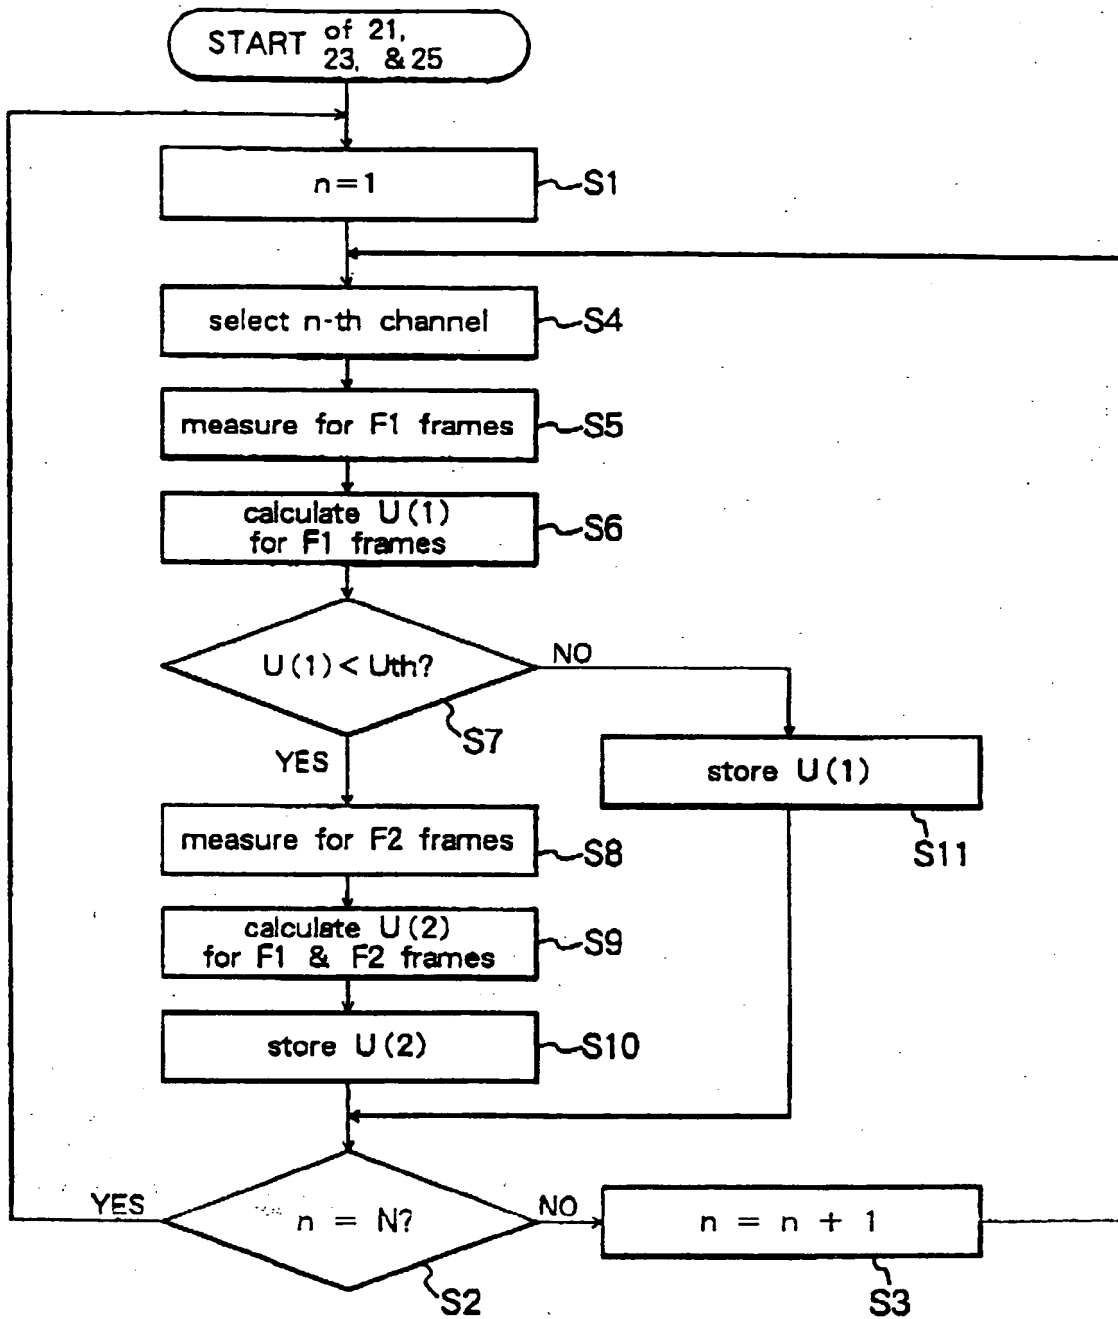 START of 21,
23, &25
n=1
S1
select n-th channel
S4
measure for F1 frames
S5
calculate U(1)
for F1 frames
S6
U(1) < Uth?
NO
S7
YES
store U(1)
S11
measure for F2 frames
S8
calculate U(2)
for F1 & F2 frames
S9
store U(2)
S10
YES
n = N?
NO
n = n + 1
S2
S3